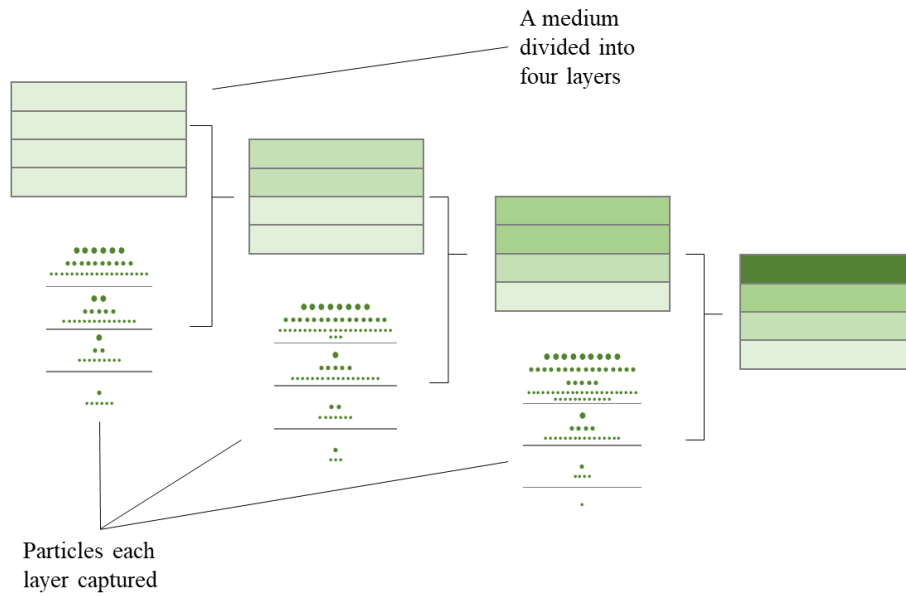 A medium
divided into
four layers
Particles each
layer captured